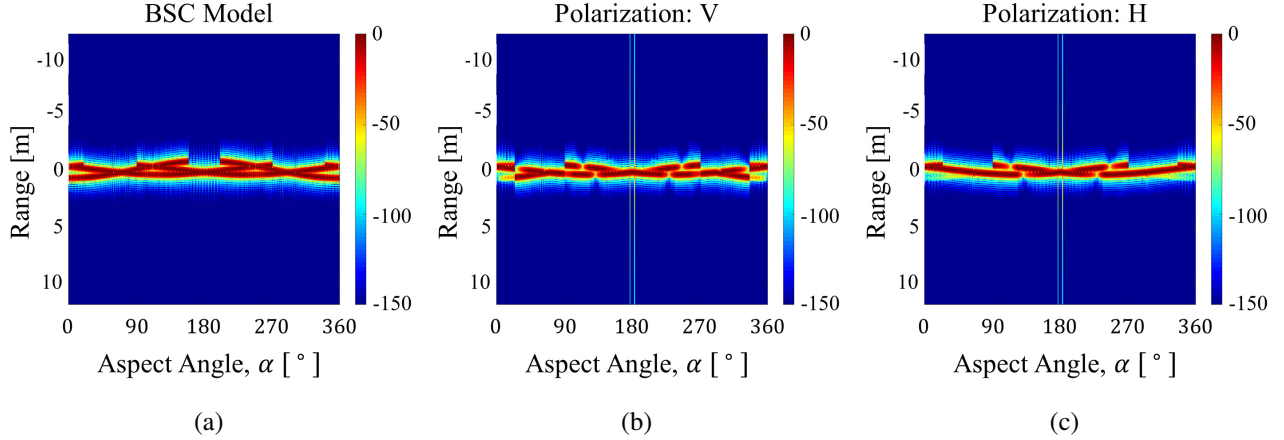 BSC Model
Polarization: V
Polarization: H
Range [m]
-10
-5
0
5
10
0
-50
-100
-150
0 90 180 270 360
Aspect Angle, α [°]
(a)
Range [m]
-10
-5
0
5
10
0
-50
-100
-150
0 90 180 270 360
Aspect Angle, α [°]
(b)
Range [m]
-10
-5
0
5
10
0
-50
-100
-150
0 90 180 270 360
Aspect Angle, α [°]
(c)